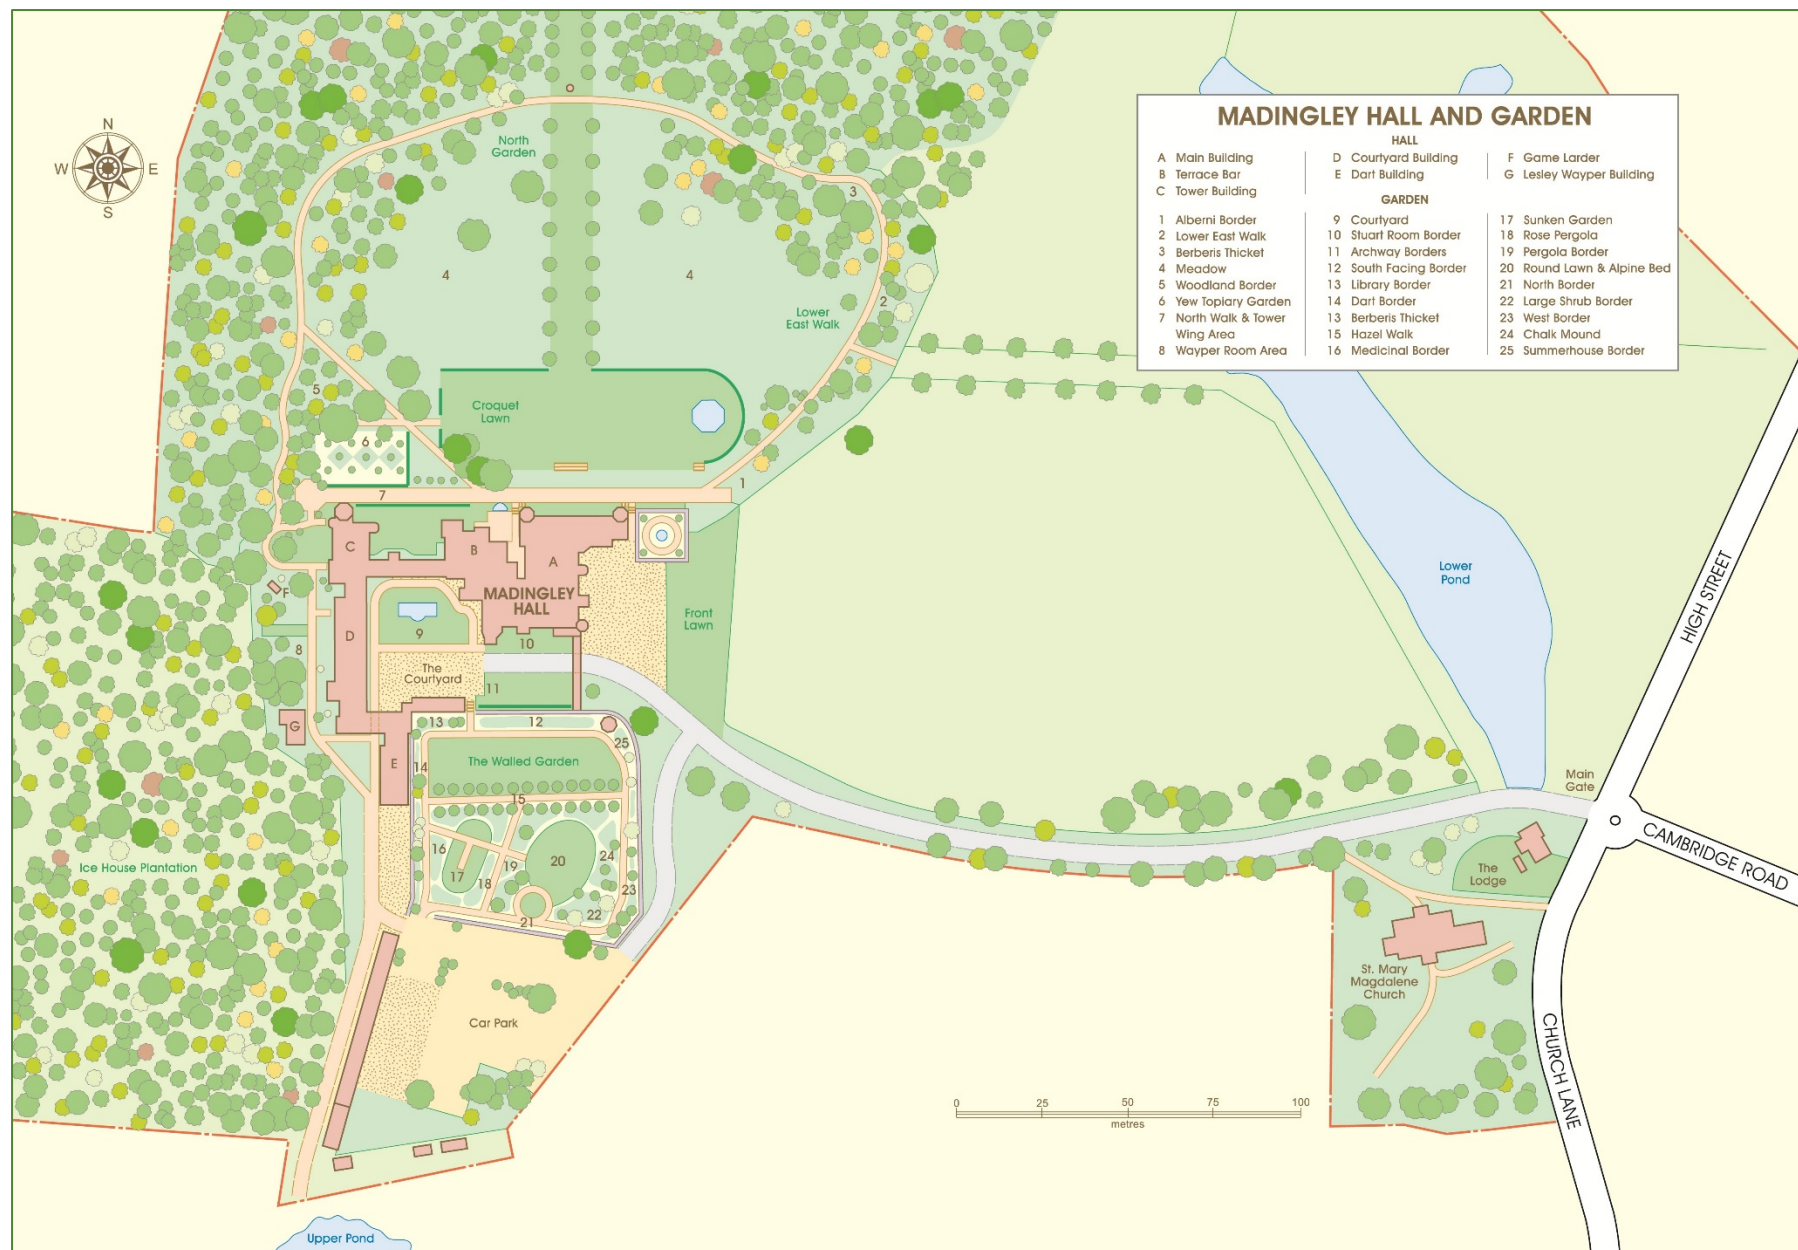 MADINGLEY HALL AND GARDEN
HALL
A Main Building
B Terrace Bar
C Tower Building
D Courtyard Building
E Dart Building
F Game Larder
G Lesley Wayper Building
GARDEN
1 Alberni Border
2 Lower East Walk
3 Berberis Thicket
4 Meadow
5 Woodland Border
6 Yew Topiary Garden
7 North Walk & Tower
Wing Area
8 Wayper Room Area
9 Courtyard
10 Stuart Room Border
11 Archway Borders
12 South Facing Border
13 Library Border
14 Dart Border
13 Berberis Thicket
15 Hazel Walk
16 Medicinal Border
17 Sunken Garden
18 Rose Pergola
19 Pergola Border
20 Round Lawn & Alpine Bed
21 North Border
22 Large Shrub Border
23 West Border
24 Chalk Mound
25 Summerhouse Border
N
W E
S
North
Garden
3
4 4
2
Lower
East Walk
5
Croquet
Lawn
6
7
1
C
B
A
MADINGLEY
HALL
F
9
D
10
8
Front
Lawn
The
Courtyard
11
G
13
12
25
E
14
The Walled Garden
15
16
17
18
19
20
24
23
22
21
Ice House Plantation
Car Park
Upper Pond
Lower
Pond
HIGH STREET
Main
Gate
CAMBRIDGE ROAD
The
Lodge
St. Mary
Magdalene
Church
CHURCH LANE
0 25 50 75 100
metres